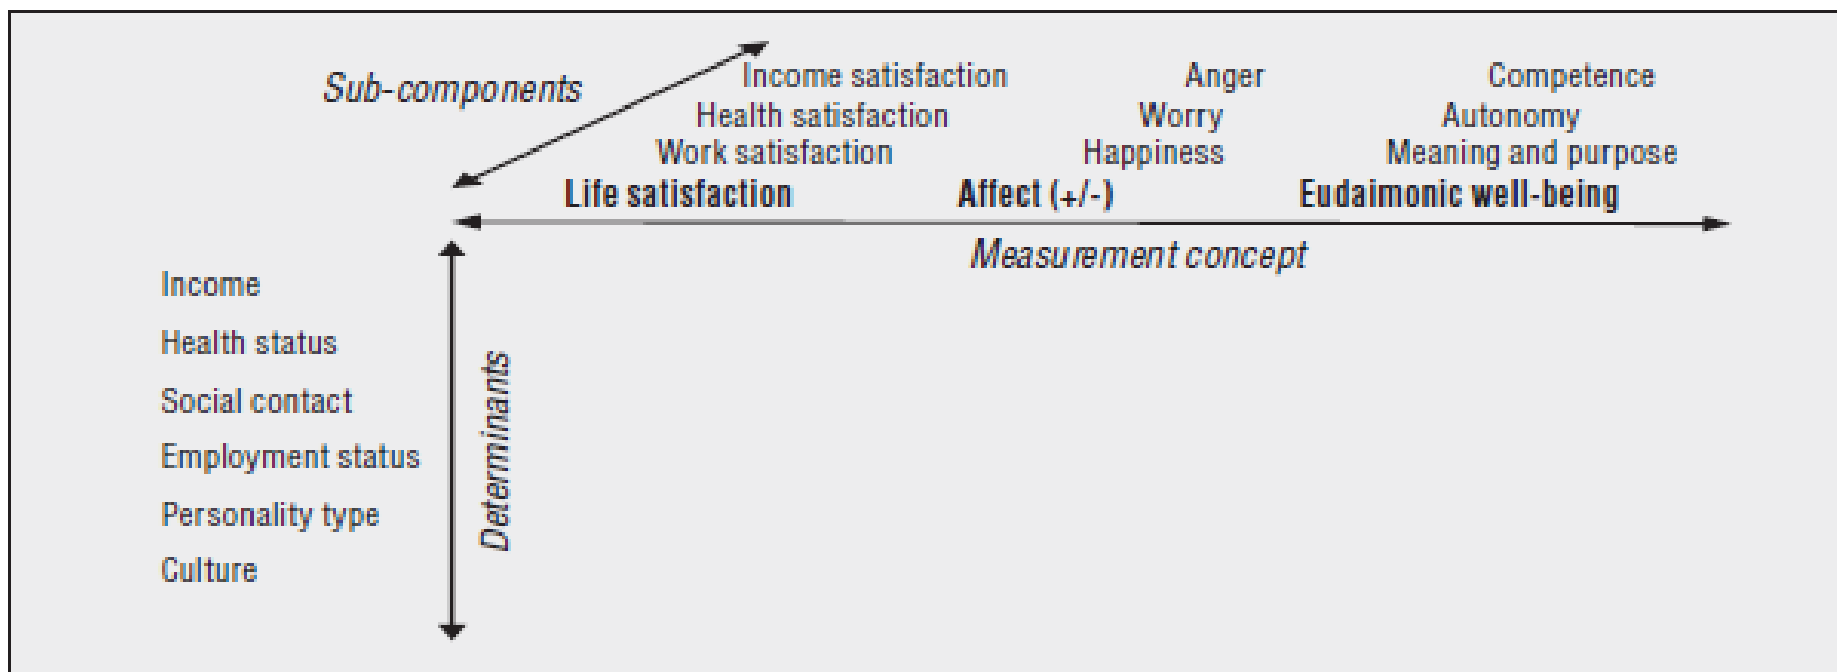 Sub-components
Income satisfaction Anger Competence
Health satisfaction Worry Autonomy
Work satisfaction Happiness Meaning and purpose
Life satisfaction Affect (+/-) Eudaimonic well-being
Measurement concept
Income
Health status
Social contact
Employment status
Personality type
Culture
Determinants